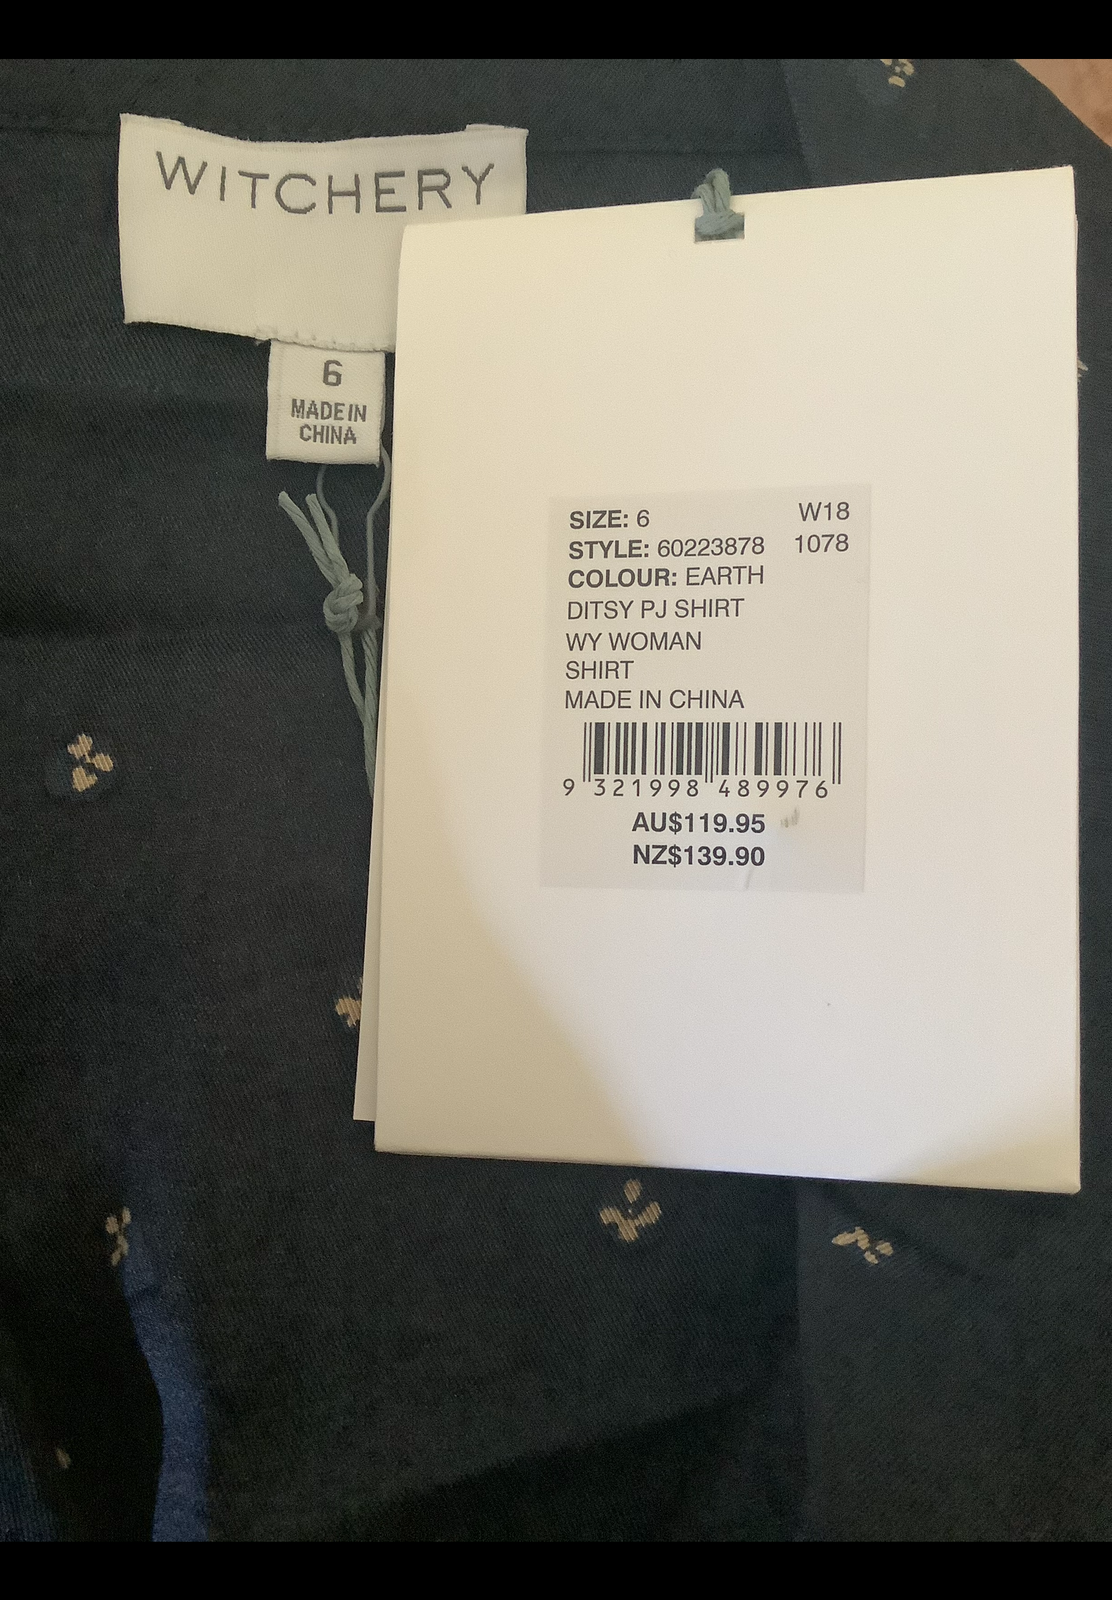 WITCHERY
6
MADE IN
CHINA
SIZE: 6 W18
STYLE: 60223878 1078
COLOUR: EARTH
DITSY PJ SHIRT
WY WOMAN
SHIRT
MADE IN CHINA
9 321998 489976
AU$119.95
NZ$139.90